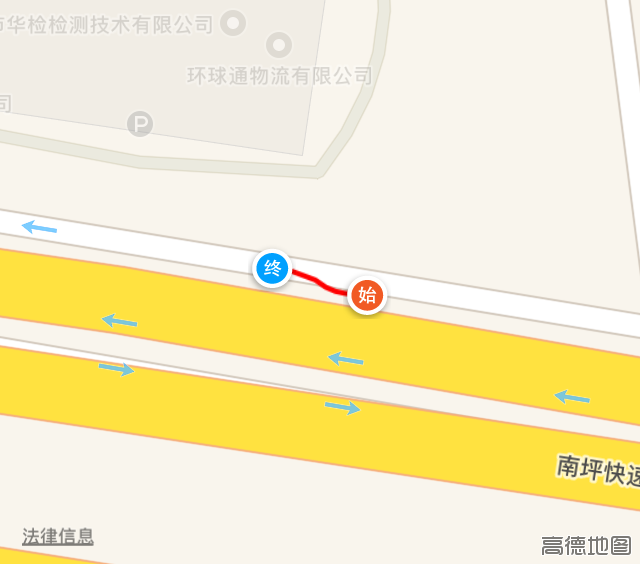 市华检检测技术有限公司
环球通物流有限公司
司
P
终
始
南坪快速
法律信息
高德地图